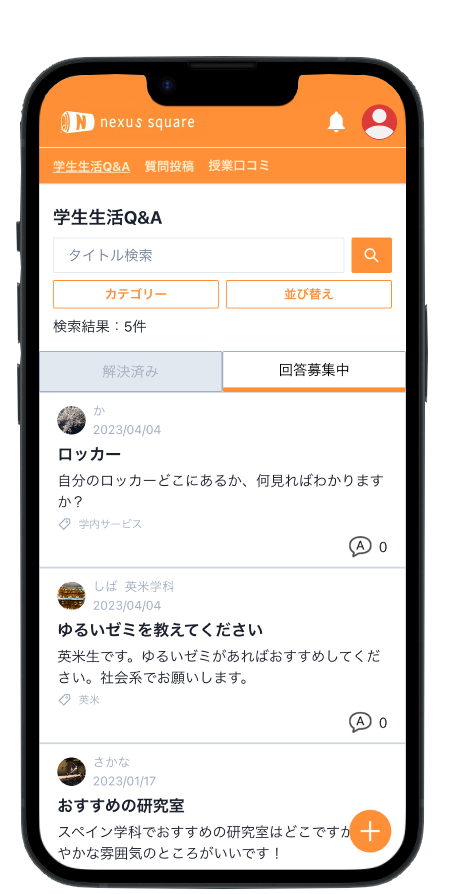 N nexus square
学生生活Q&A 質問投稿 授業口コミ
学生生活Q&A
タイトル検索
カテゴリー 並び替え
検索結果：5件
解決済み 回答募集中
か
2023/04/04
ロッカー
自分のロッカーどこにあるか、何見ればわかります
か？
学内サービス
A 0
しば 英米学科
2023/04/04
ゆるいゼミを教えてください
英米生です。ゆるいゼミがあればおすすめしてくだ
さい。社会系でお願いします。
英米
A 0
さかな
2023/01/17
おすすめの研究室
スペイン学科でおすすめの研究室はどこですか
やかな雰囲気のところがいいです！